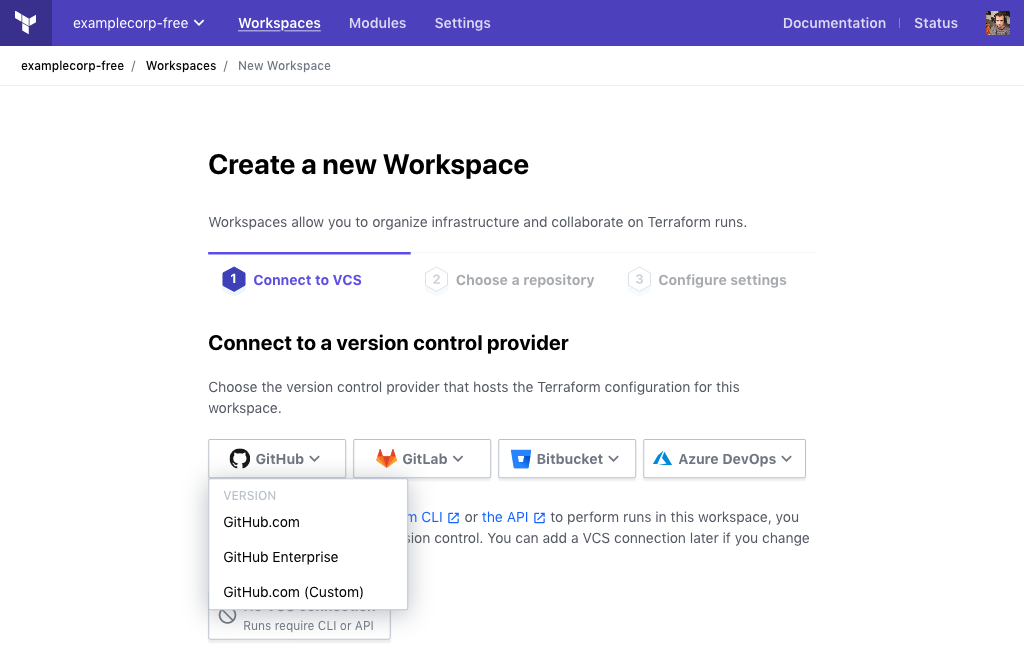 examplecorp-free Workspaces Modules Settings Documentation Status
examplecorp-free / Workspaces / New Workspace
Create a new Workspace
Workspaces allow you to organize infrastructure and collaborate on Terraform runs.
1 Connect to VCS 2 Choose a repository 3 Configure settings
Connect to a version control provider
Choose the version control provider that hosts the Terraform configuration for this
workspace.
GitHub GitLab Bitbucket Azure DevOps
VERSION
GitHub.com
GitHub Enterprise
GitHub.com (Custom)
CLI or the API to perform runs in this workspace, you
control. You can add a VCS connection later if you change
Runs require CLI or API